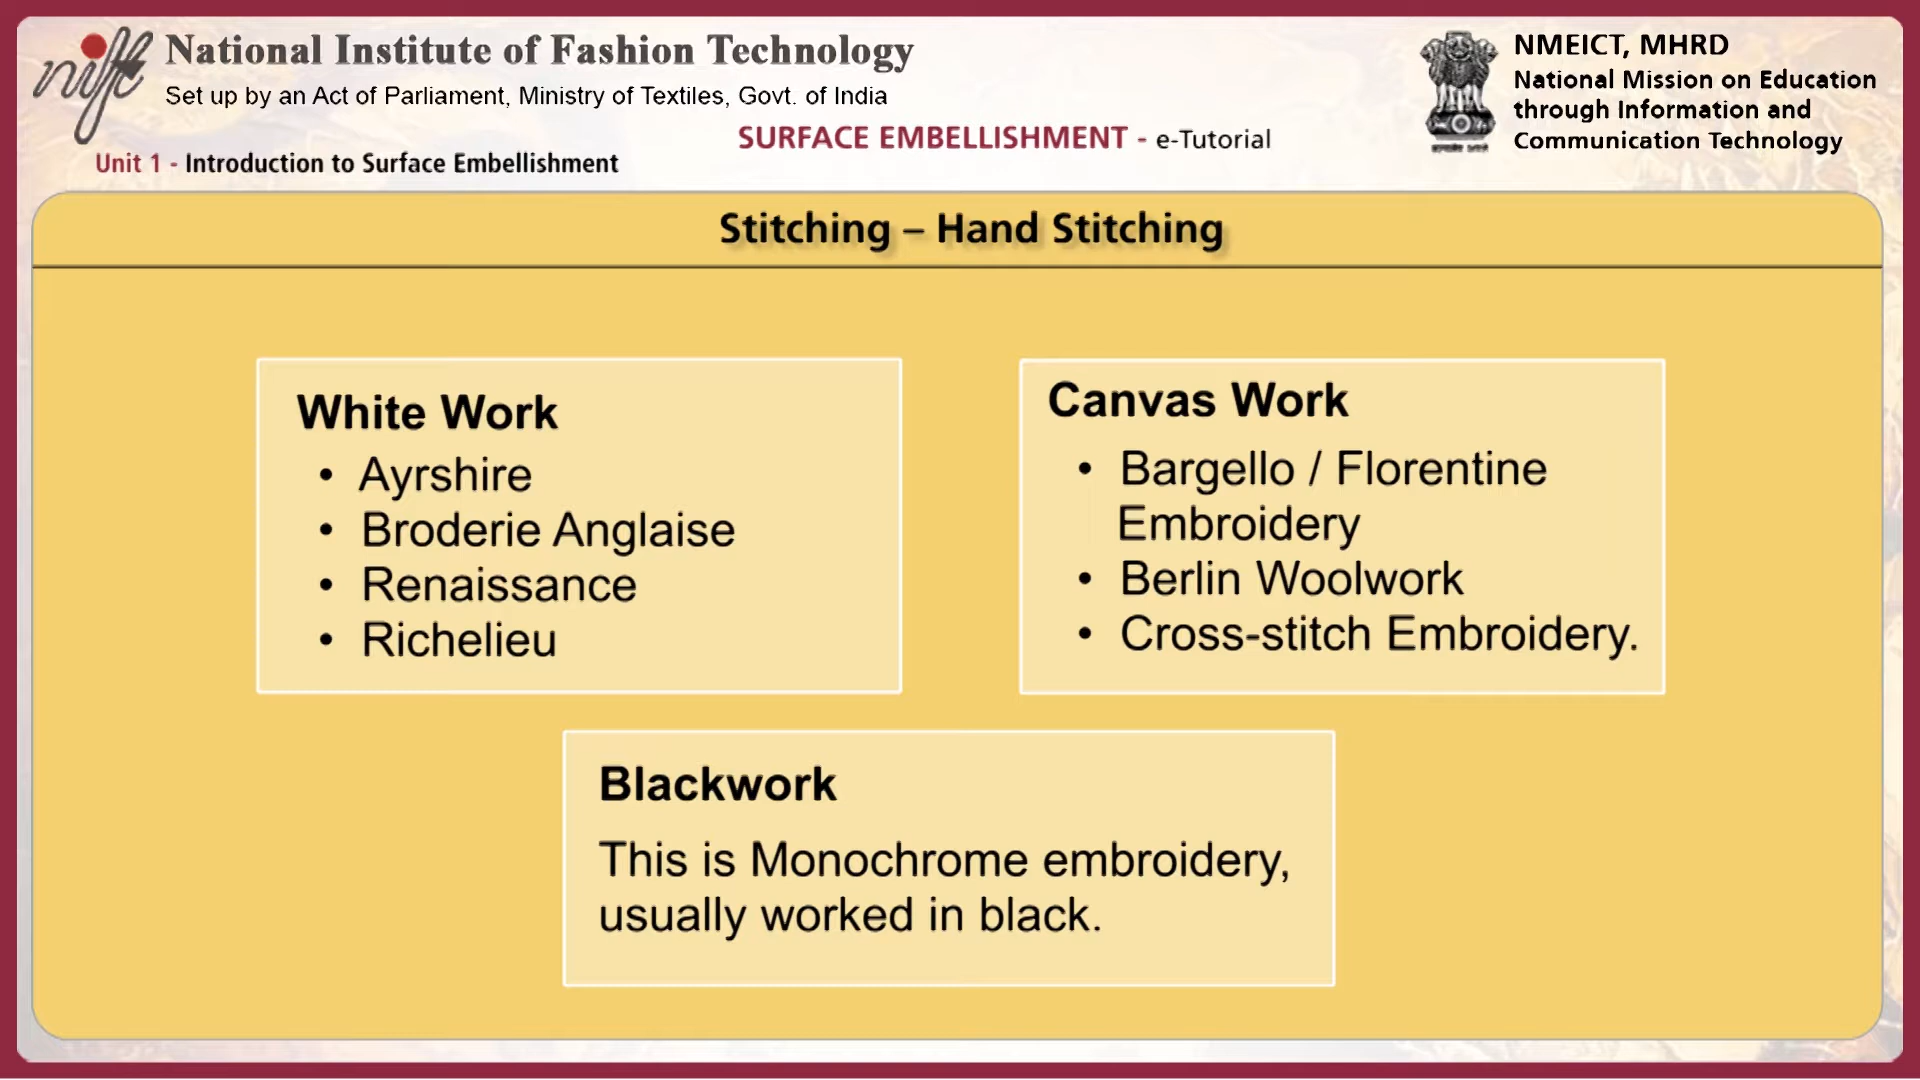 nift
National Institute of Fashion Technology
Set up by an Act of Parliament, Ministry of Textiles, Govt. of India
NMEICT, MHRD
National Mission on Education
through Information and
Communication Technology
SURFACE EMBELLISHMENT - e-Tutorial
Unit 1 - Introduction to Surface Embellishment
Stitching – Hand Stitching
White Work
• Ayrshire
• Broderie Anglaise
• Renaissance
• Richelieu
Canvas Work
• Bargello / Florentine
Embroidery
• Berlin Woolwork
• Cross-stitch Embroidery.
Blackwork
This is Monochrome embroidery,
usually worked in black.